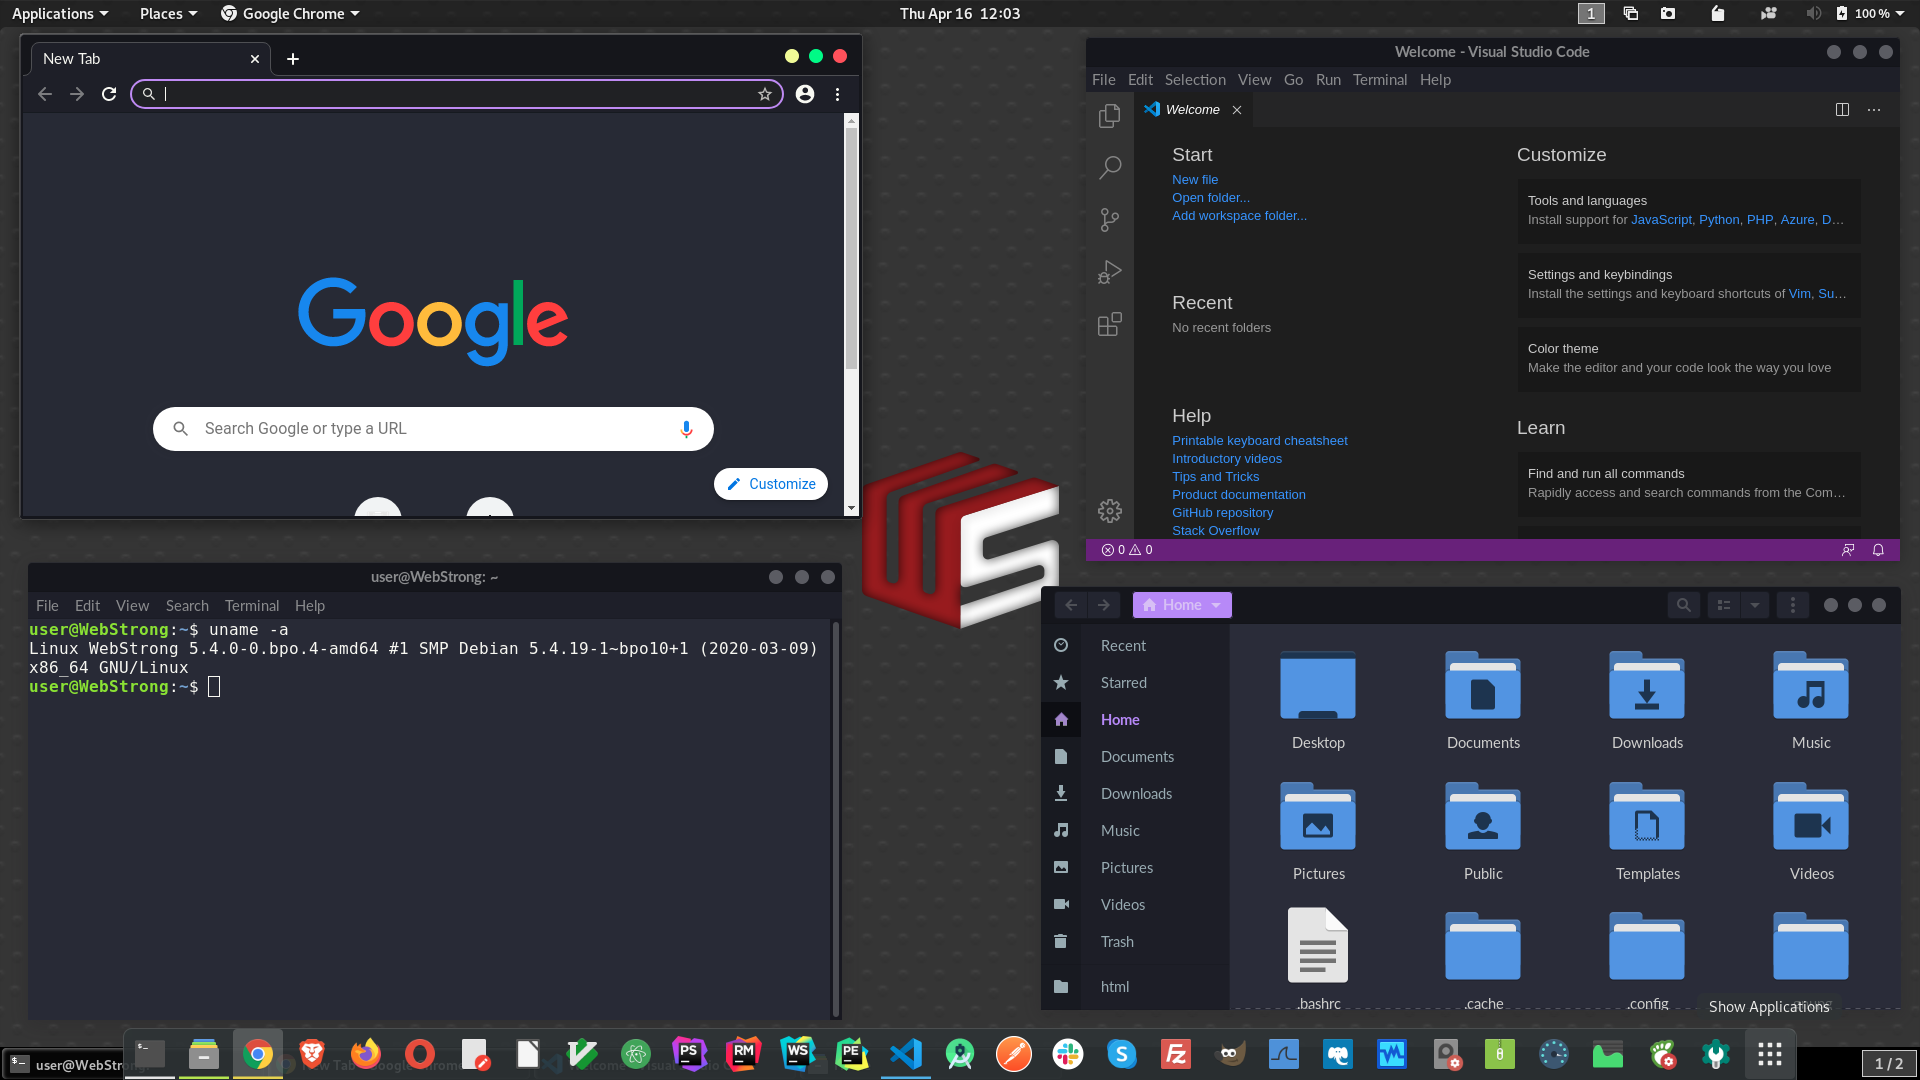 Applications
Places
Google Chrome
Thu Apr 16 12:03
1
100 %
New Tab
Google
Search Google or type a URL
Customize
Welcome - Visual Studio Code
File Edit Selection View Go Run Terminal Help
Welcome
Start
New file
Open folder...
Add workspace folder...
Recent
No recent folders
Help
Printable keyboard cheatsheet
Introductory videos
Tips and Tricks
Product documentation
GitHub repository
Stack Overflow
Customize
Tools and languages
Install support for JavaScript, Python, PHP, Azure, D…
Settings and keybindings
Install the settings and keyboard shortcuts of Vim, Su…
Color theme
Make the editor and your code look the way you love
Learn
Find and run all commands
Rapidly access and search commands from the Com…
0 0
user@WebStrong: ~
File Edit View Search Terminal Help
user@WebStrong:~$ uname -a
Linux WebStrong 5.4.0-0.bpo.4-amd64 #1 SMP Debian 5.4.19-1~bpo10+1 (2020-03-09)
x86_64 GNU/Linux
user@WebStrong:~$
Home
Recent
Starred
Home
Documents
Downloads
Music
Pictures
Videos
Trash
html
Desktop Documents Downloads Music
Pictures Public Templates Videos
.bashrc .cache .config
Show Applications
user@WebStrong
PS RM WS PE
1 / 2